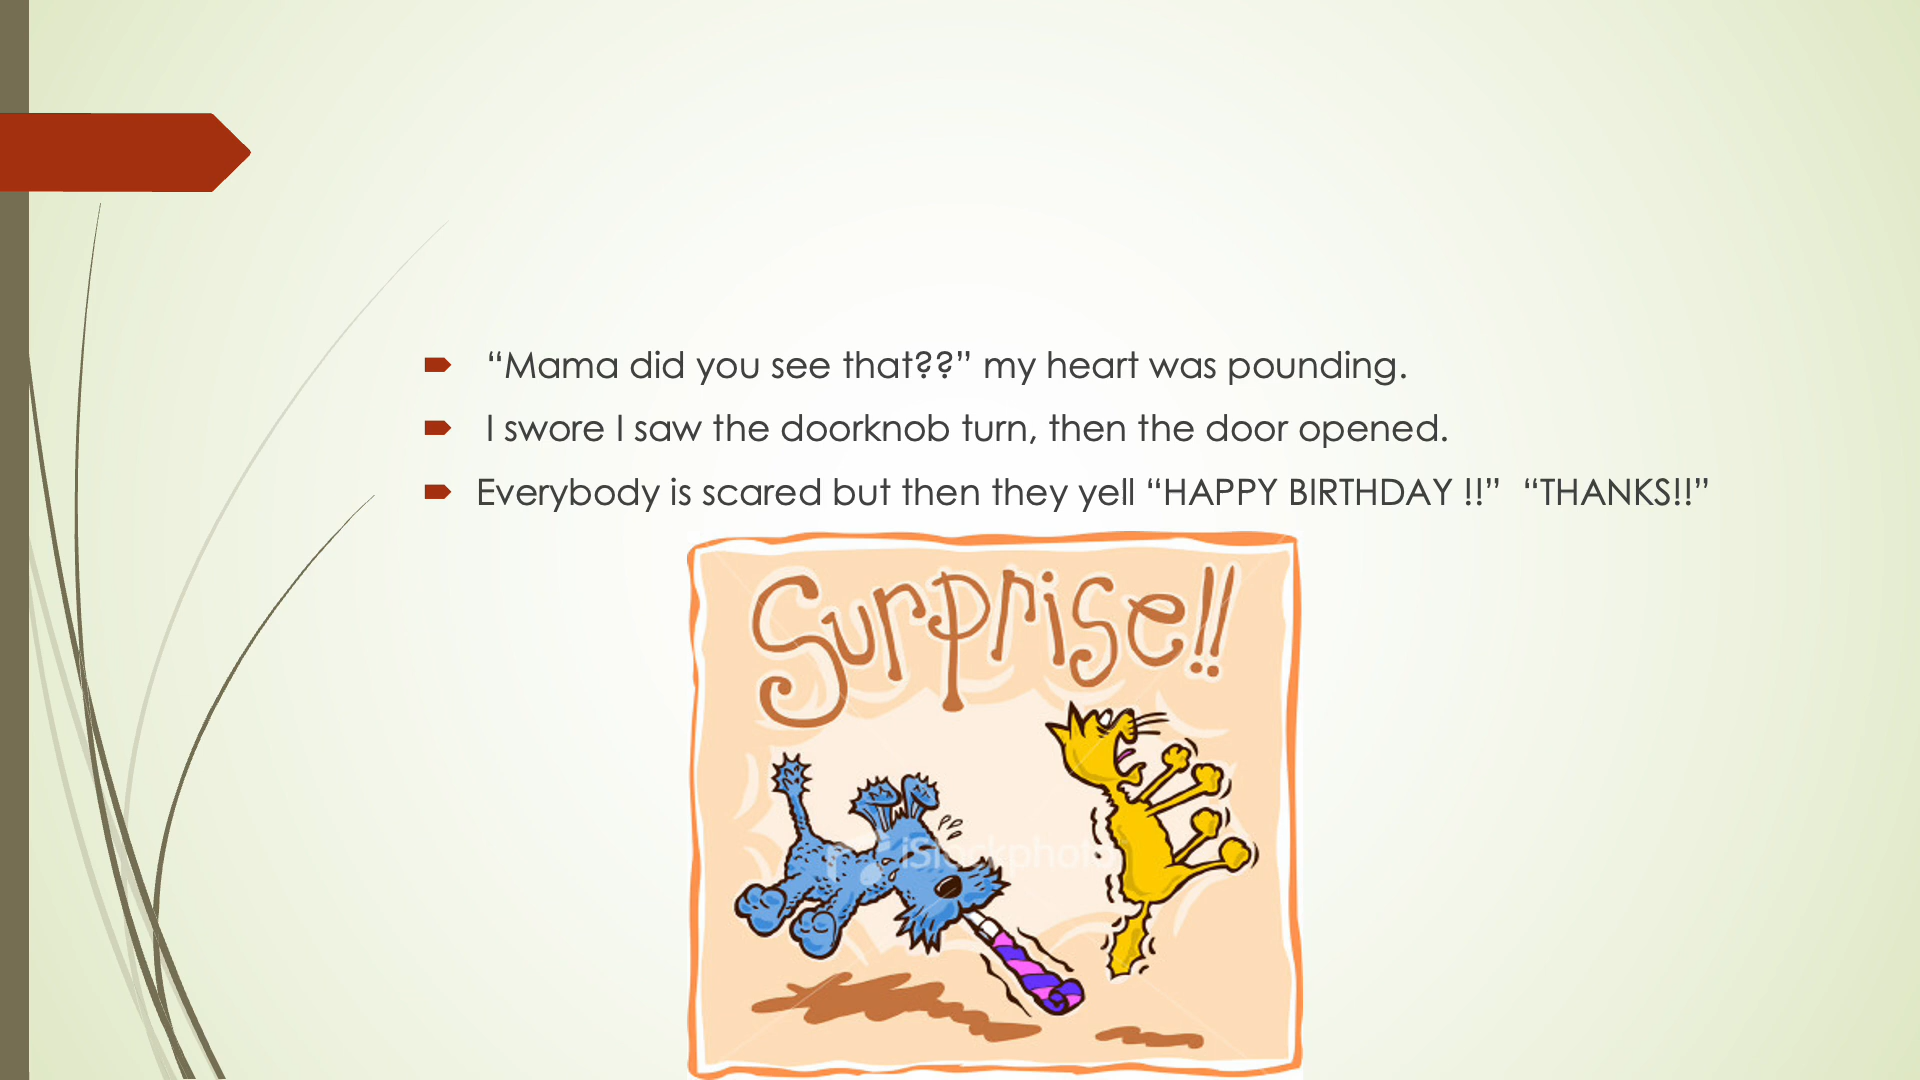 “Mama did you see that??” my heart was pounding.
I swore I saw the doorknob turn, then the door opened.
Everybody is scared but then they yell “HAPPY BIRTHDAY !!” “THANKS!!”
Surprise!!
iStockphoto